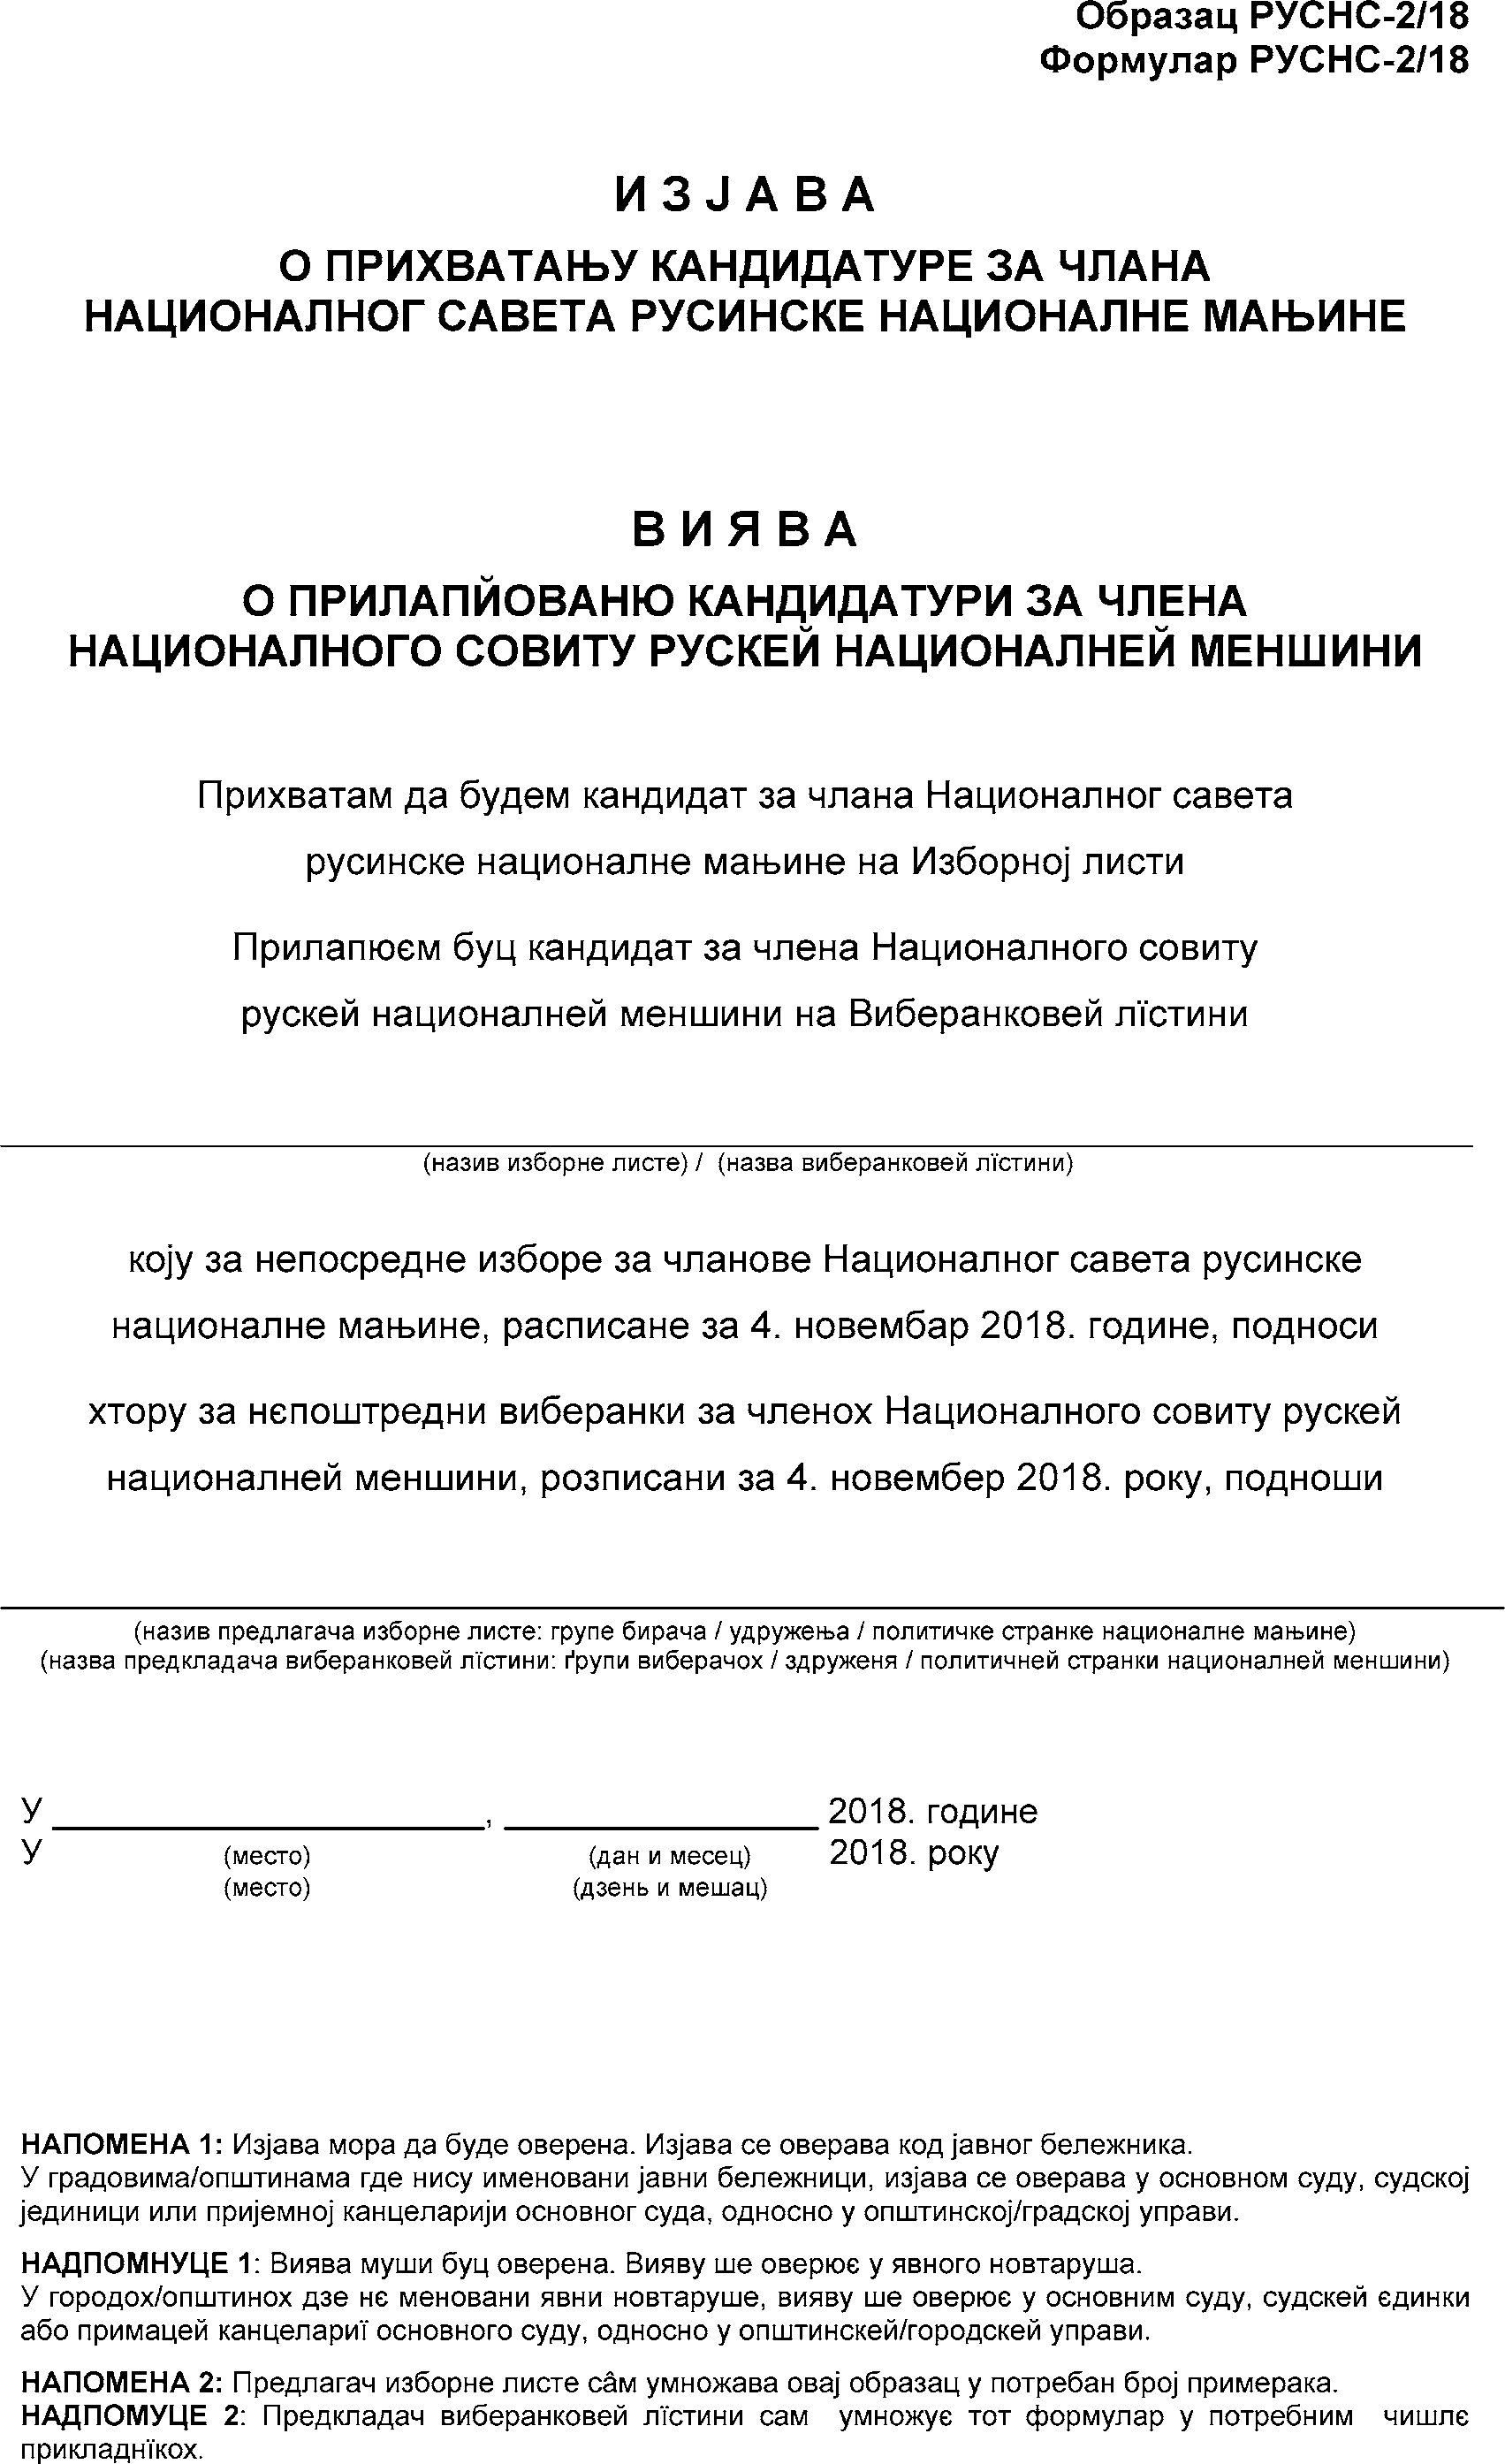 Образац РУСНС-2/18
Формулар РУСНС-2/18
И З Ј А В А
О ПРИХВАТАЊУ КАНДИДАТУРЕ ЗА ЧЛАНА
НАЦИОНАЛНОГ САВЕТА РУСИНСКЕ НАЦИОНАЛНЕ МАЊИНЕ
В И Я В А
О ПРИЛАПЙОВАНЮ КАНДИДАТУРИ ЗА ЧЛЕНА
НАЦИОНАЛНОГО СОВИТУ РУСКЕЙ НАЦИОНАЛНЕЙ МЕНШИНИ
Прихватам да будем кандидат за члана Националног савета
русинске националне мањине на Изборној листи
Прилапюєм буц кандидат за члена Националного совиту
рускей националней меншини на Виберанковей лїстини
(назив изборне листе) / (назва виберанковей лїстини)
коју за непосредне изборе за чланове Националног савета русинске
националне мањине, расписане за 4. новембар 2018. године, подноси
хтору за нєпоштредни виберанки за членох Националного совиту рускей
националней меншини, розписани за 4. новембер 2018. року, подноши
(назив предлагача изборне листе: групе бирача / удружења / политичке странке националне мањине)
(назва предкладача виберанковей лїстини: ґрупи виберачох / здруженя / политичней странки националней меншини)
У ____________________, ______________ 2018. године
У (место) (дан и месец) 2018. року
(место) (дзень и мешац)
НАПОМЕНА 1: Изјава мора да буде оверена. Изјава се оверава код јавног бележника.
У градовима/општинама где нису именовани јавни бележници, изјава се оверава у основном суду, судској
јединици или пријемној канцеларији основног суда, односно у општинској/градској управи.
НАДПОМНУЦЕ 1: Виява муши буц оверена. Вияву ше оверює у явного новтаруша.
У городох/општинох дзе нє меновани явни новтаруше, вияву ше оверює у основним суду, судскей єдинки
або примацей канцелариї основного суду, односно у општинскей/городскей управи.
НАПОМЕНА 2: Предлагач изборне листе сâм умножава овај образац у потребан број примерака.
НАДПОМУЦЕ 2: Предкладач виберанковей лїстини сам умножує тот формулар у потребним чишлє
прикладнїкох.